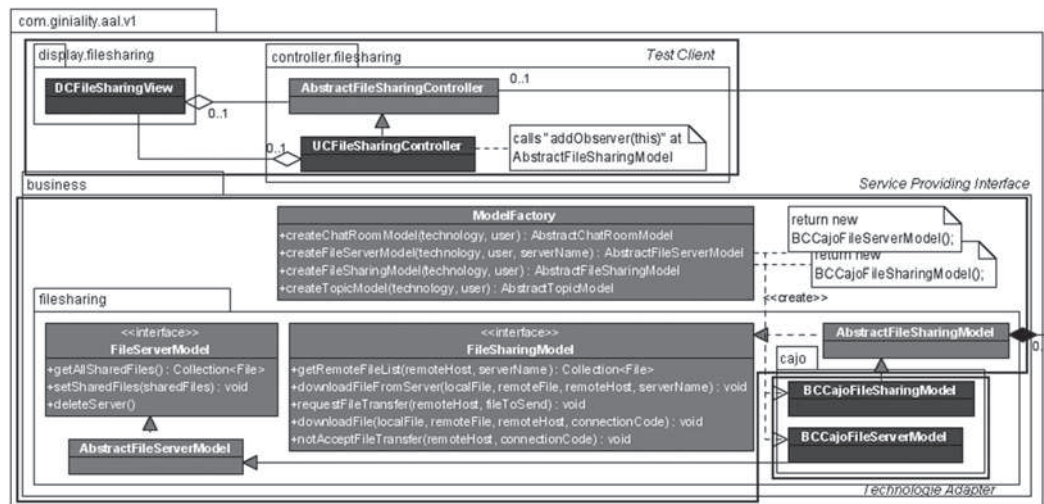 com.giniality.aal.v1
display.filesharing
controller.filesharing
Test Client
DCFileSharingView
AbstractFileSharingController
0..1
0..1
0..1
UCFileSharingController
calls "addObserver(this)" at
AbstractFileSharingModel
business
Service Providing Interface
ModelFactory
+createChatRoomModel(technology, user) : AbstractChatRoomModel
+createFileServerModel(technology, user, serverName) : AbstractFileServerModel
+createFileSharingModel(technology, user) : AbstractFileSharingModel
+createTopicModel(technology, user) : AbstractTopicModel
return new
BCCajoFileServerModel();
return new
BCCajoFileSharingModel();
<<create>>
filesharing
<<interface>>
FileServerModel
+getAllSharedFiles() : Collection<File>
+setSharedFiles(sharedFiles) : void
+deleteServer()
<<interface>>
FileSharingModel
+getRemoteFileList(remoteHost, serverName) : Collection<File>
+downloadFileFromServer(localFile, remoteFile, remoteHost, serverName) : void
+requestFileTransfer(remoteHost, fileToSend) : void
+downloadFile(localFile, remoteFile, remoteHost, connectionCode) : void
+notAcceptFileTransfer(remoteHost, connectionCode) : void
AbstractFileSharingModel
0..
cajo
BCCajoFileSharingModel
BCCajoFileServerModel
AbstractFileServerModel
Technologie Adapter